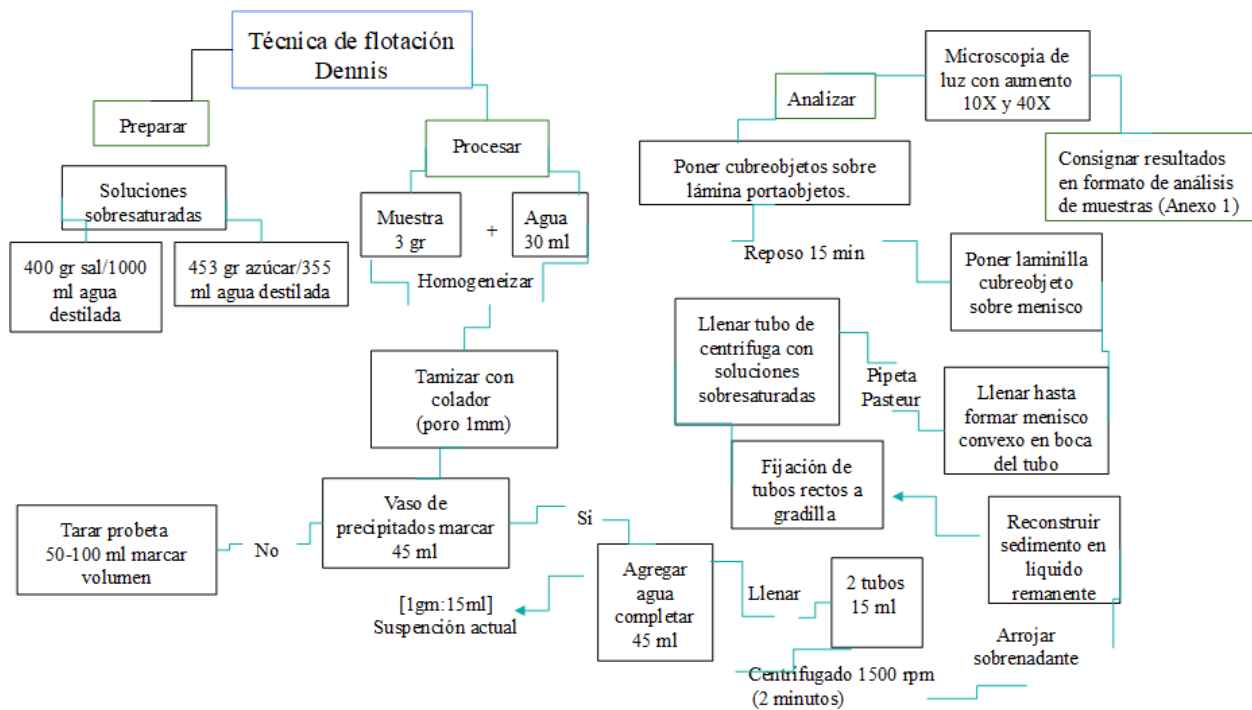 Técnica de flotación
Dennis
Preparar
Soluciones
sobresaturadas
400 gr sal/1000
ml agua
destilada
453 gr azúcar/355
ml agua destilada
Procesar
Muestra
3 gr
+
Agua
30 ml
Homogeneizar
Tamizar con
colador
(poro 1mm)
Vaso de
precipitados marcar
45 ml
No
Tarar probeta
50-100 ml marcar
volumen
Si
Agregar
agua
completar
45 ml
[1gm:15ml]
Suspención actual
Llenar
2 tubos
15 ml
Centrifugado 1500 rpm
(2 minutos)
Arrojar
sobrenadante
Reconstruir
sedimento en
liquido
remanente
Fijación de
tubos rectos a
gradilla
Llenar tubo de
centrifuga con
soluciones
sobresaturadas
Pipeta
Pasteur
Llenar hasta
formar menisco
convexo en boca
del tubo
Poner laminilla
cubreobjeto
sobre menisco
Reposo 15 min
Poner cubreobjetos sobre
lámina portaobjetos.
Analizar
Microscopia de
luz con aumento
10X y 40X
Consignar resultados
en formato de análisis
de muestras (Anexo 1)